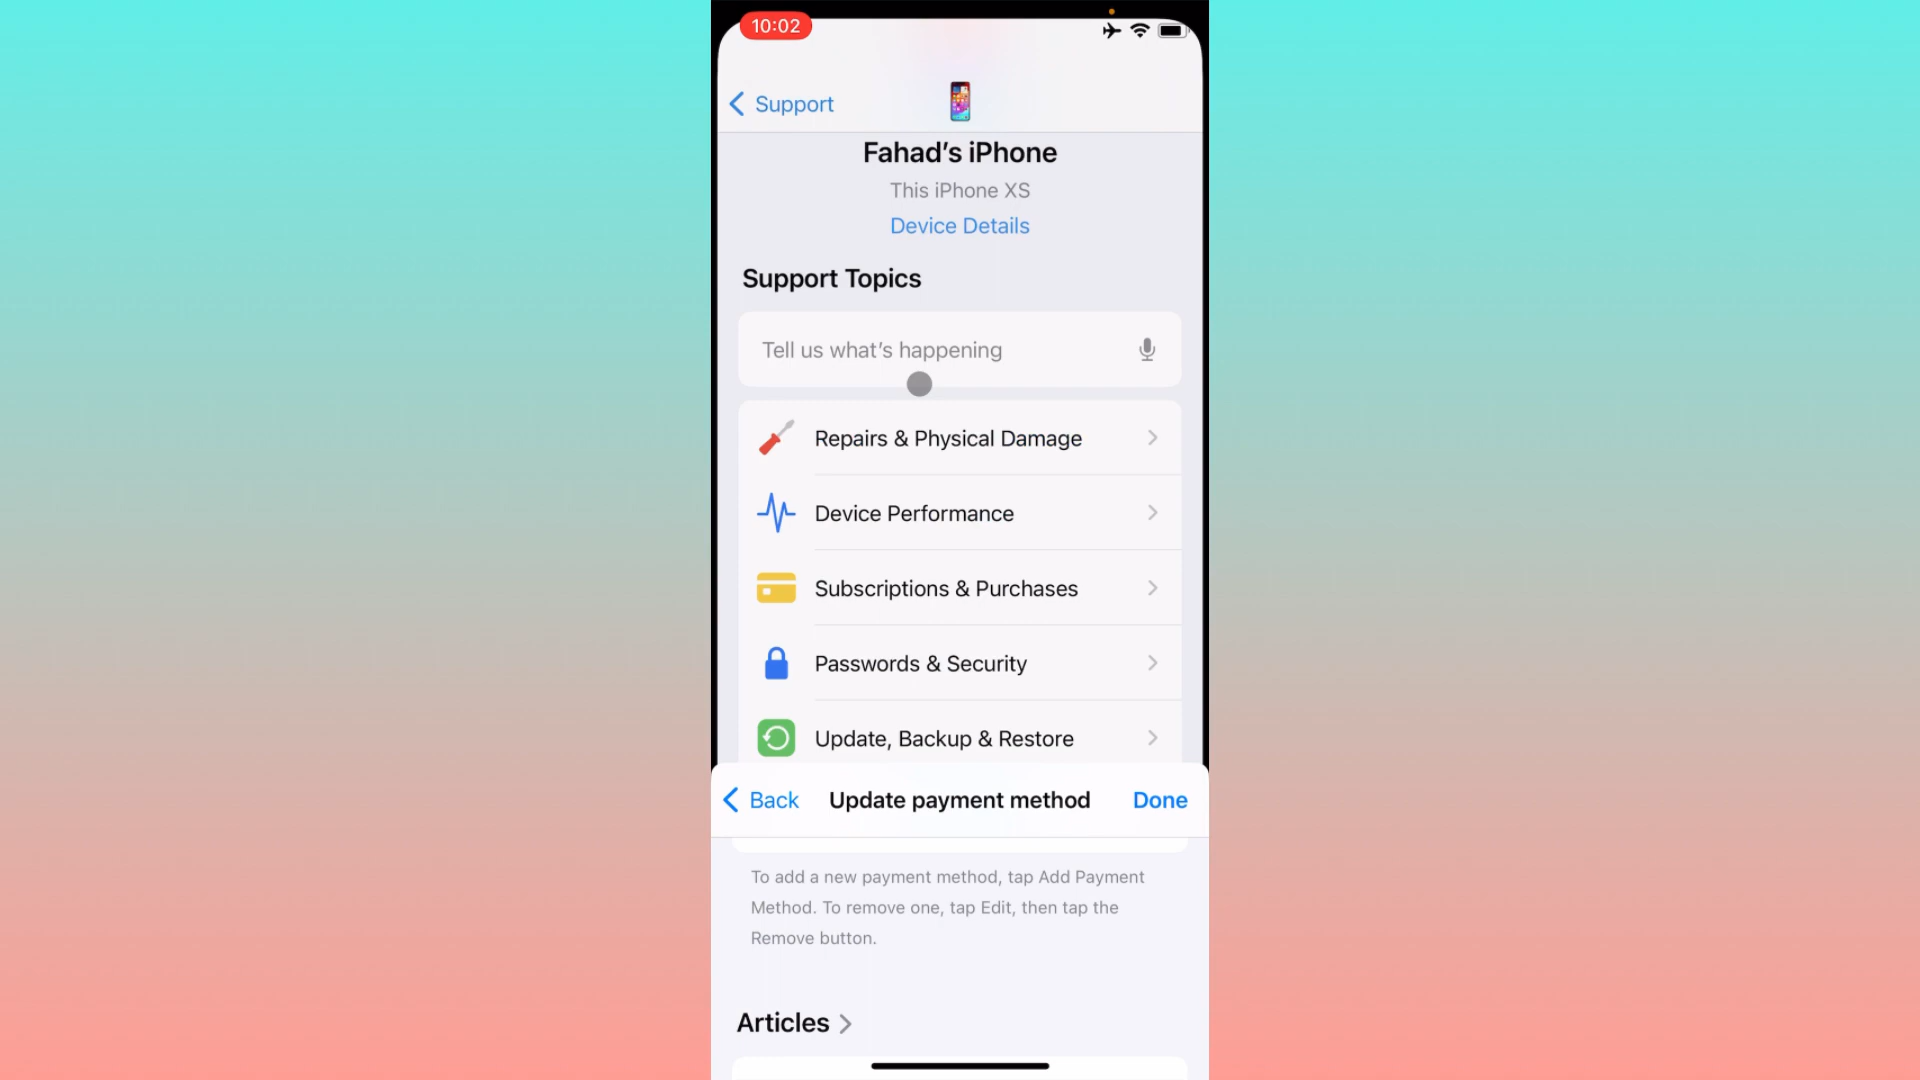 10:02
Support
Fahad’s iPhone
This iPhone XS
Device Details
Support Topics
Tell us what’s happening
Repairs & Physical Damage
Device Performance
Subscriptions & Purchases
Passwords & Security
Update, Backup & Restore
Back Update payment method Done
To add a new payment method, tap Add Payment
Method. To remove one, tap Edit, then tap the
Remove button.
Articles